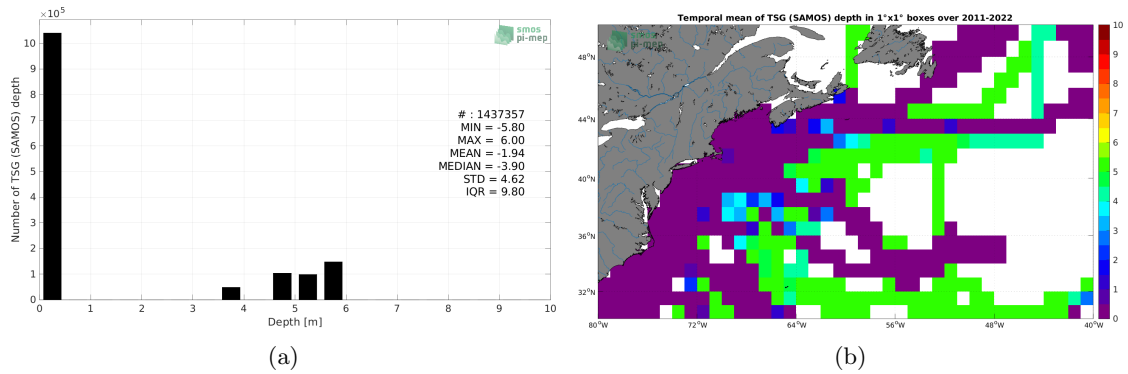 ×10⁵
10
9
8
7
6
5
4
3
2
1
0
Number of TSG (SAMOS) depth
smos
pi-mep
# : 1437357
MIN = -5.80
MAX = 6.00
MEAN = -1.94
MEDIAN = -3.90
STD = 4.62
IQR = 9.80
0 1 2 3 4 5 6 7 8 9 10
Depth [m]
(a)
Temporal mean of TSG (SAMOS) depth in 1°x1° boxes over 2011-2022
smos
pi-mep
48°N
44°N
40°N
36°N
32°N
80°W 72°W 64°W 56°W 48°W 40°W
10
9
8
7
6
5
4
3
2
1
0
(b)